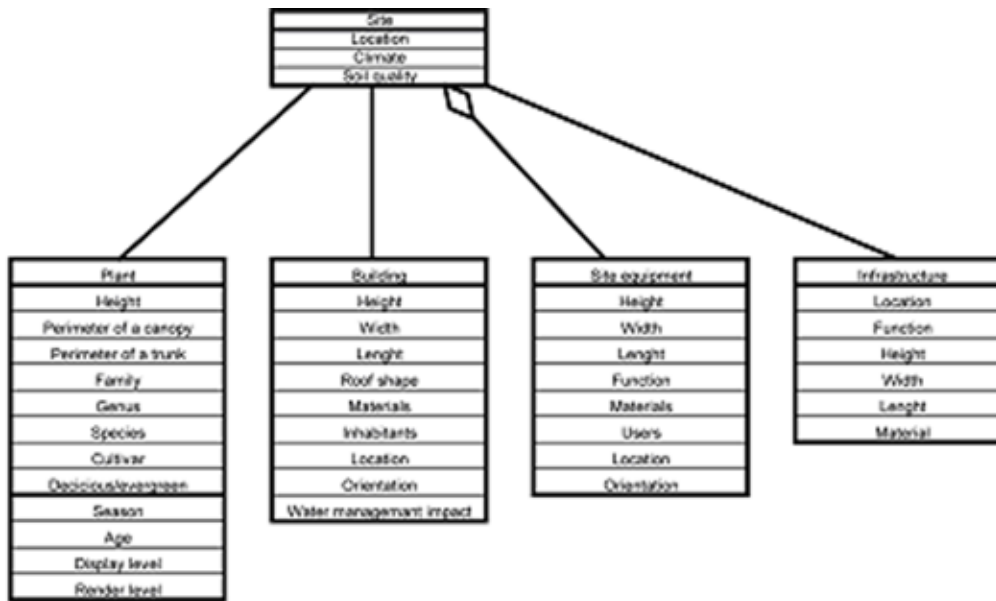 Site
Location
Climate
Soil quality
Plant
Height
Perimeter of a canopy
Perimeter of a trunk
Family
Genus
Species
Cultivar
Decicious/evergreen
Season
Age
Display level
Render level
Building
Height
Width
Lenght
Roof shape
Materials
Inhabitants
Location
Orientation
Water managemant impact
Site equipment
Height
Width
Lenght
Function
Materials
Users
Location
Orientation
Infrastructure
Location
Function
Height
Width
Lenght
Material